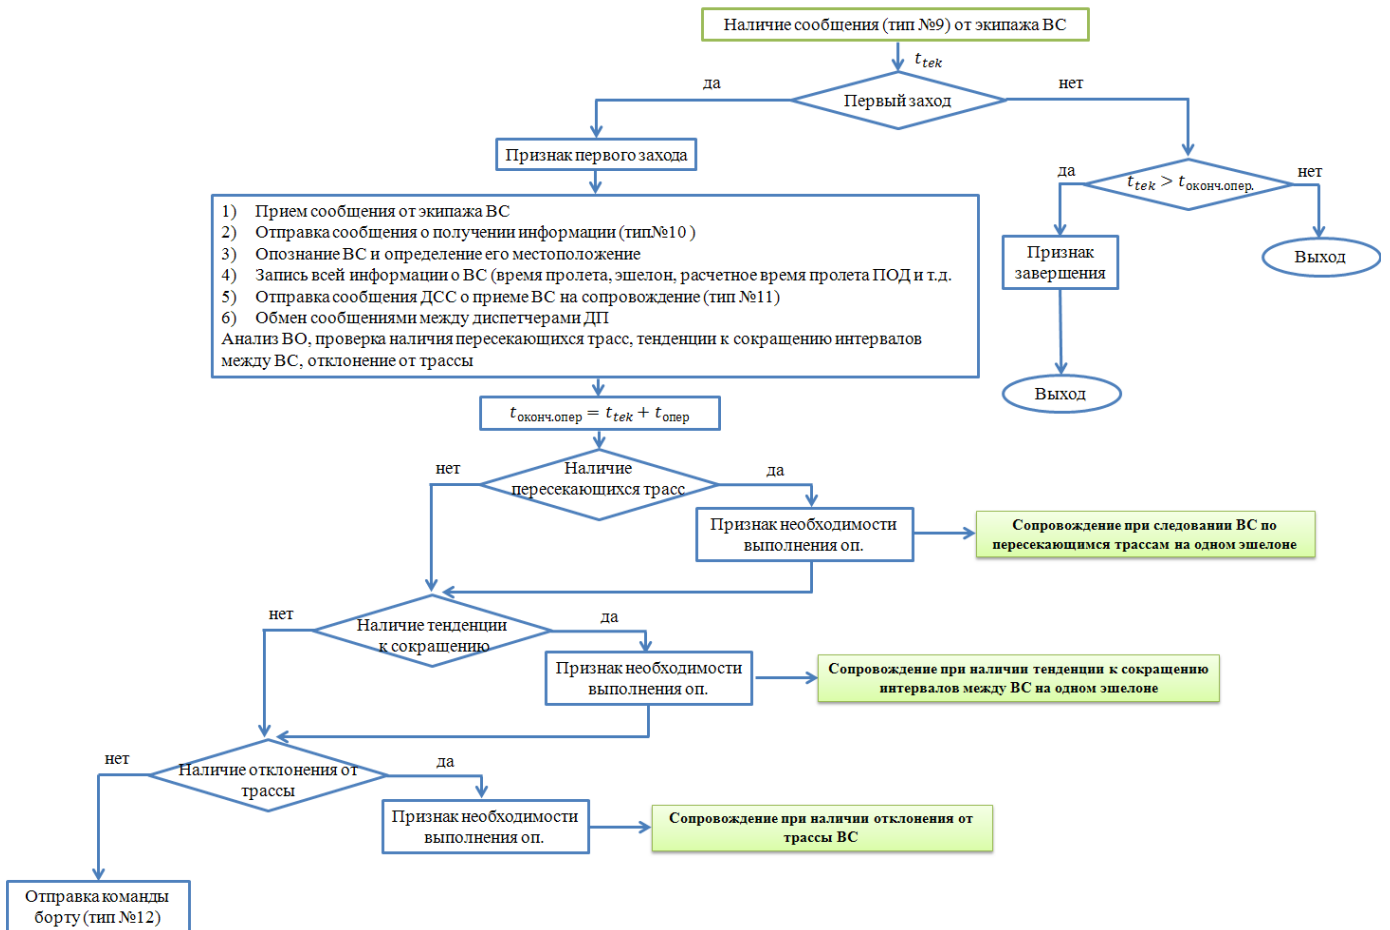 Наличие сообщения (тип №9) от экипажа ВС
t_tek
да
Первый заход
нет
Признак первого захода
да
t_tek > t_оконч.опер.
нет
Признак
завершения
Выход
Выход
1) Прием сообщения от экипажа ВС
2) Отправка сообщения о получении информации (тип№10 )
3) Опознание ВС и определение его местоположение
4) Запись всей информации о ВС (время пролета, эшелон, расчетное время пролета ПОД и т.д.
5) Отправка сообщения ДСС о приеме ВС на сопровождение (тип №11)
6) Обмен сообщениями между диспетчерами ДП
Анализ ВО, проверка наличия пересекающихся трасс, тенденции к сокращению интервалов
между ВС, отклонение от трассы
t_оконч.опер = t_tek + t_опер
нет
Наличие
пересекающихся трасс
да
Признак необходимости
выполнения оп.
Сопровождение при следовании ВС по
пересекающимся трассам на одном эшелоне
нет
Наличие тенденции
к сокращению
да
Признак необходимости
выполнения оп.
Сопровождение при наличии тенденции к сокращению
интервалов между ВС на одном эшелоне
нет
Наличие отклонения от
трассы
да
Признак необходимости
выполнения оп.
Сопровождение при наличии отклонения от
трассы ВС
Отправка команды
борту (тип №12)